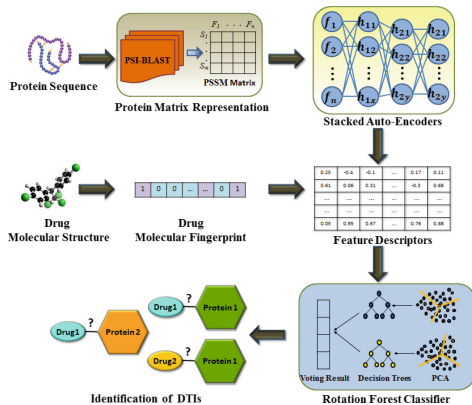 F₁ . . . Fₙ
S₁
Sₙ
PSI-BLAST
PSSM Matrix
Protein Sequence
Protein Matrix Representation
f₁ h₁₁ h₂₁ h₂₁
f₂ h₁₂ h₂₂ h₂₂
fₙ h₁ₓ h₂ᵧ h₂ᵧ
Stacked Auto-Encoders
1 0 0 ... ... 0 1
Drug
Molecular Structure
Drug
Molecular Fingerprint
0.25 -0.4 -0.1 ... 0.17 0.11
0.61 0.06 0.31 ... -0.3 0.68
... ... ... ... ... ...
... ... ... ... ... ...
0.05 0.95 0.67 ... 0.76 0.88
Feature Descriptors
Drug1 ? Protein 2
Drug1 ? Protein 1
Drug2 ? Protein 1
Identification of DTIs
Voting Result Decision Trees PCA
Rotation Forest Classifier